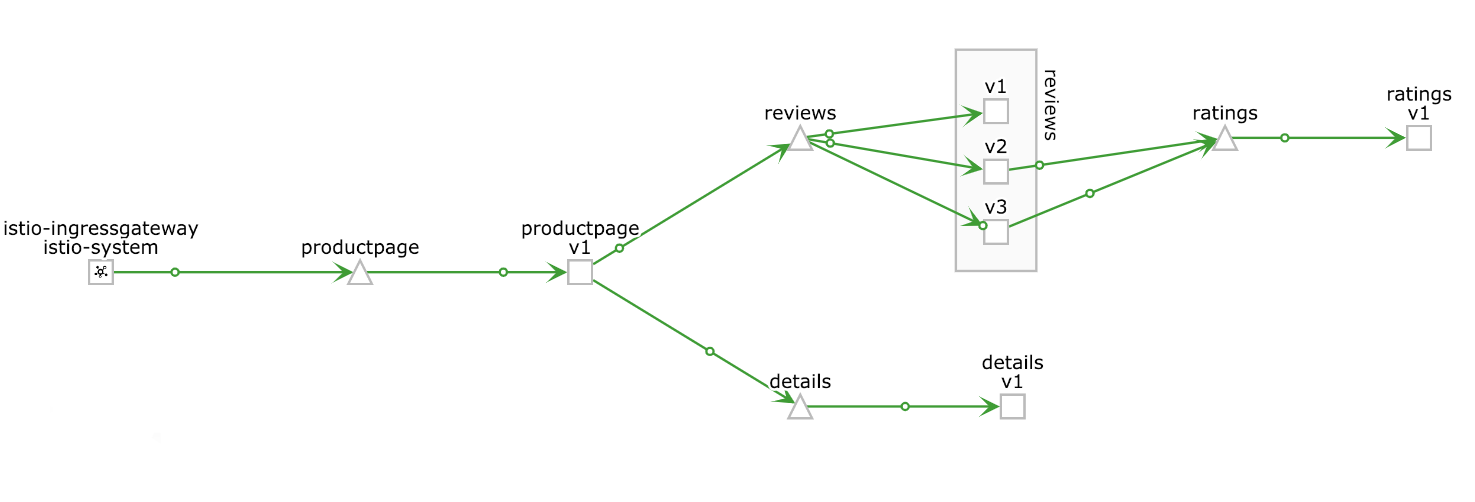 istio-ingressgateway
istio-system
productpage
productpage
v1
reviews
v1
v2
v3
reviews
ratings
ratings
v1
details
details
v1